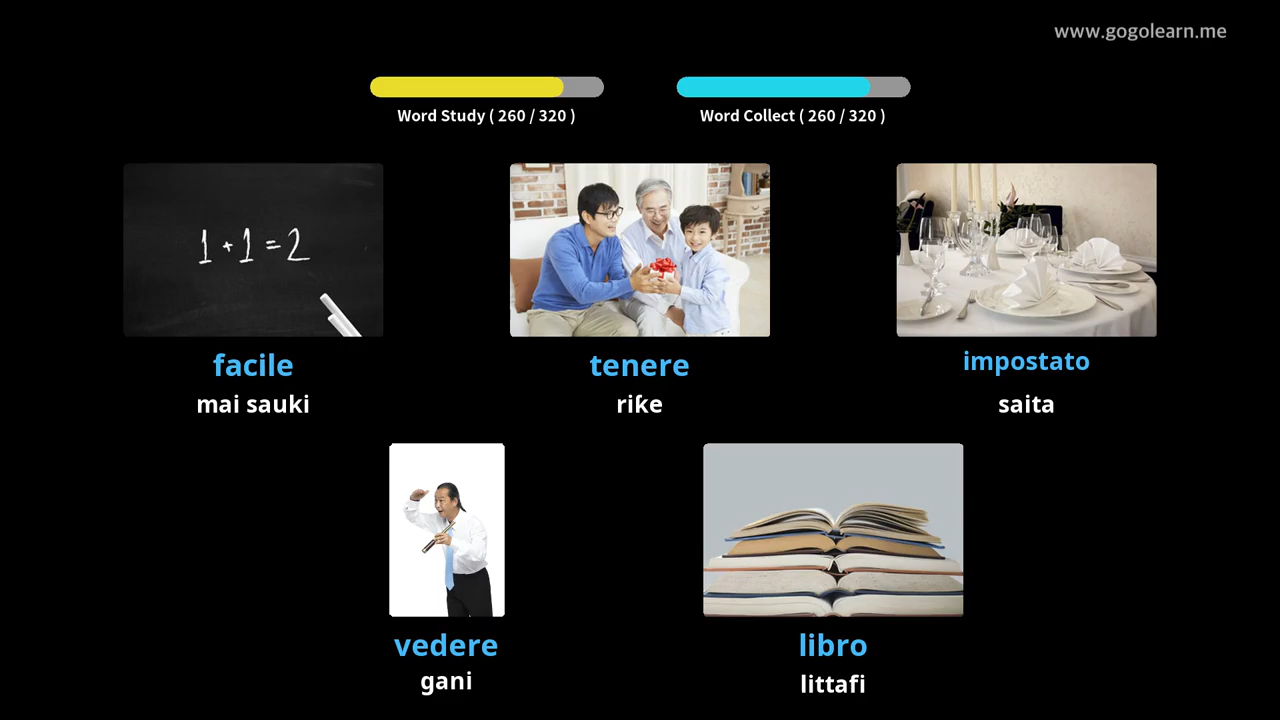 www.gogolearn.me
Word Study ( 260 / 320 )
Word Collect ( 260 / 320 )
1 + 1 = 2
facile
mai sauki
tenere
riƙe
impostato
saita
vedere
gani
libro
littafi